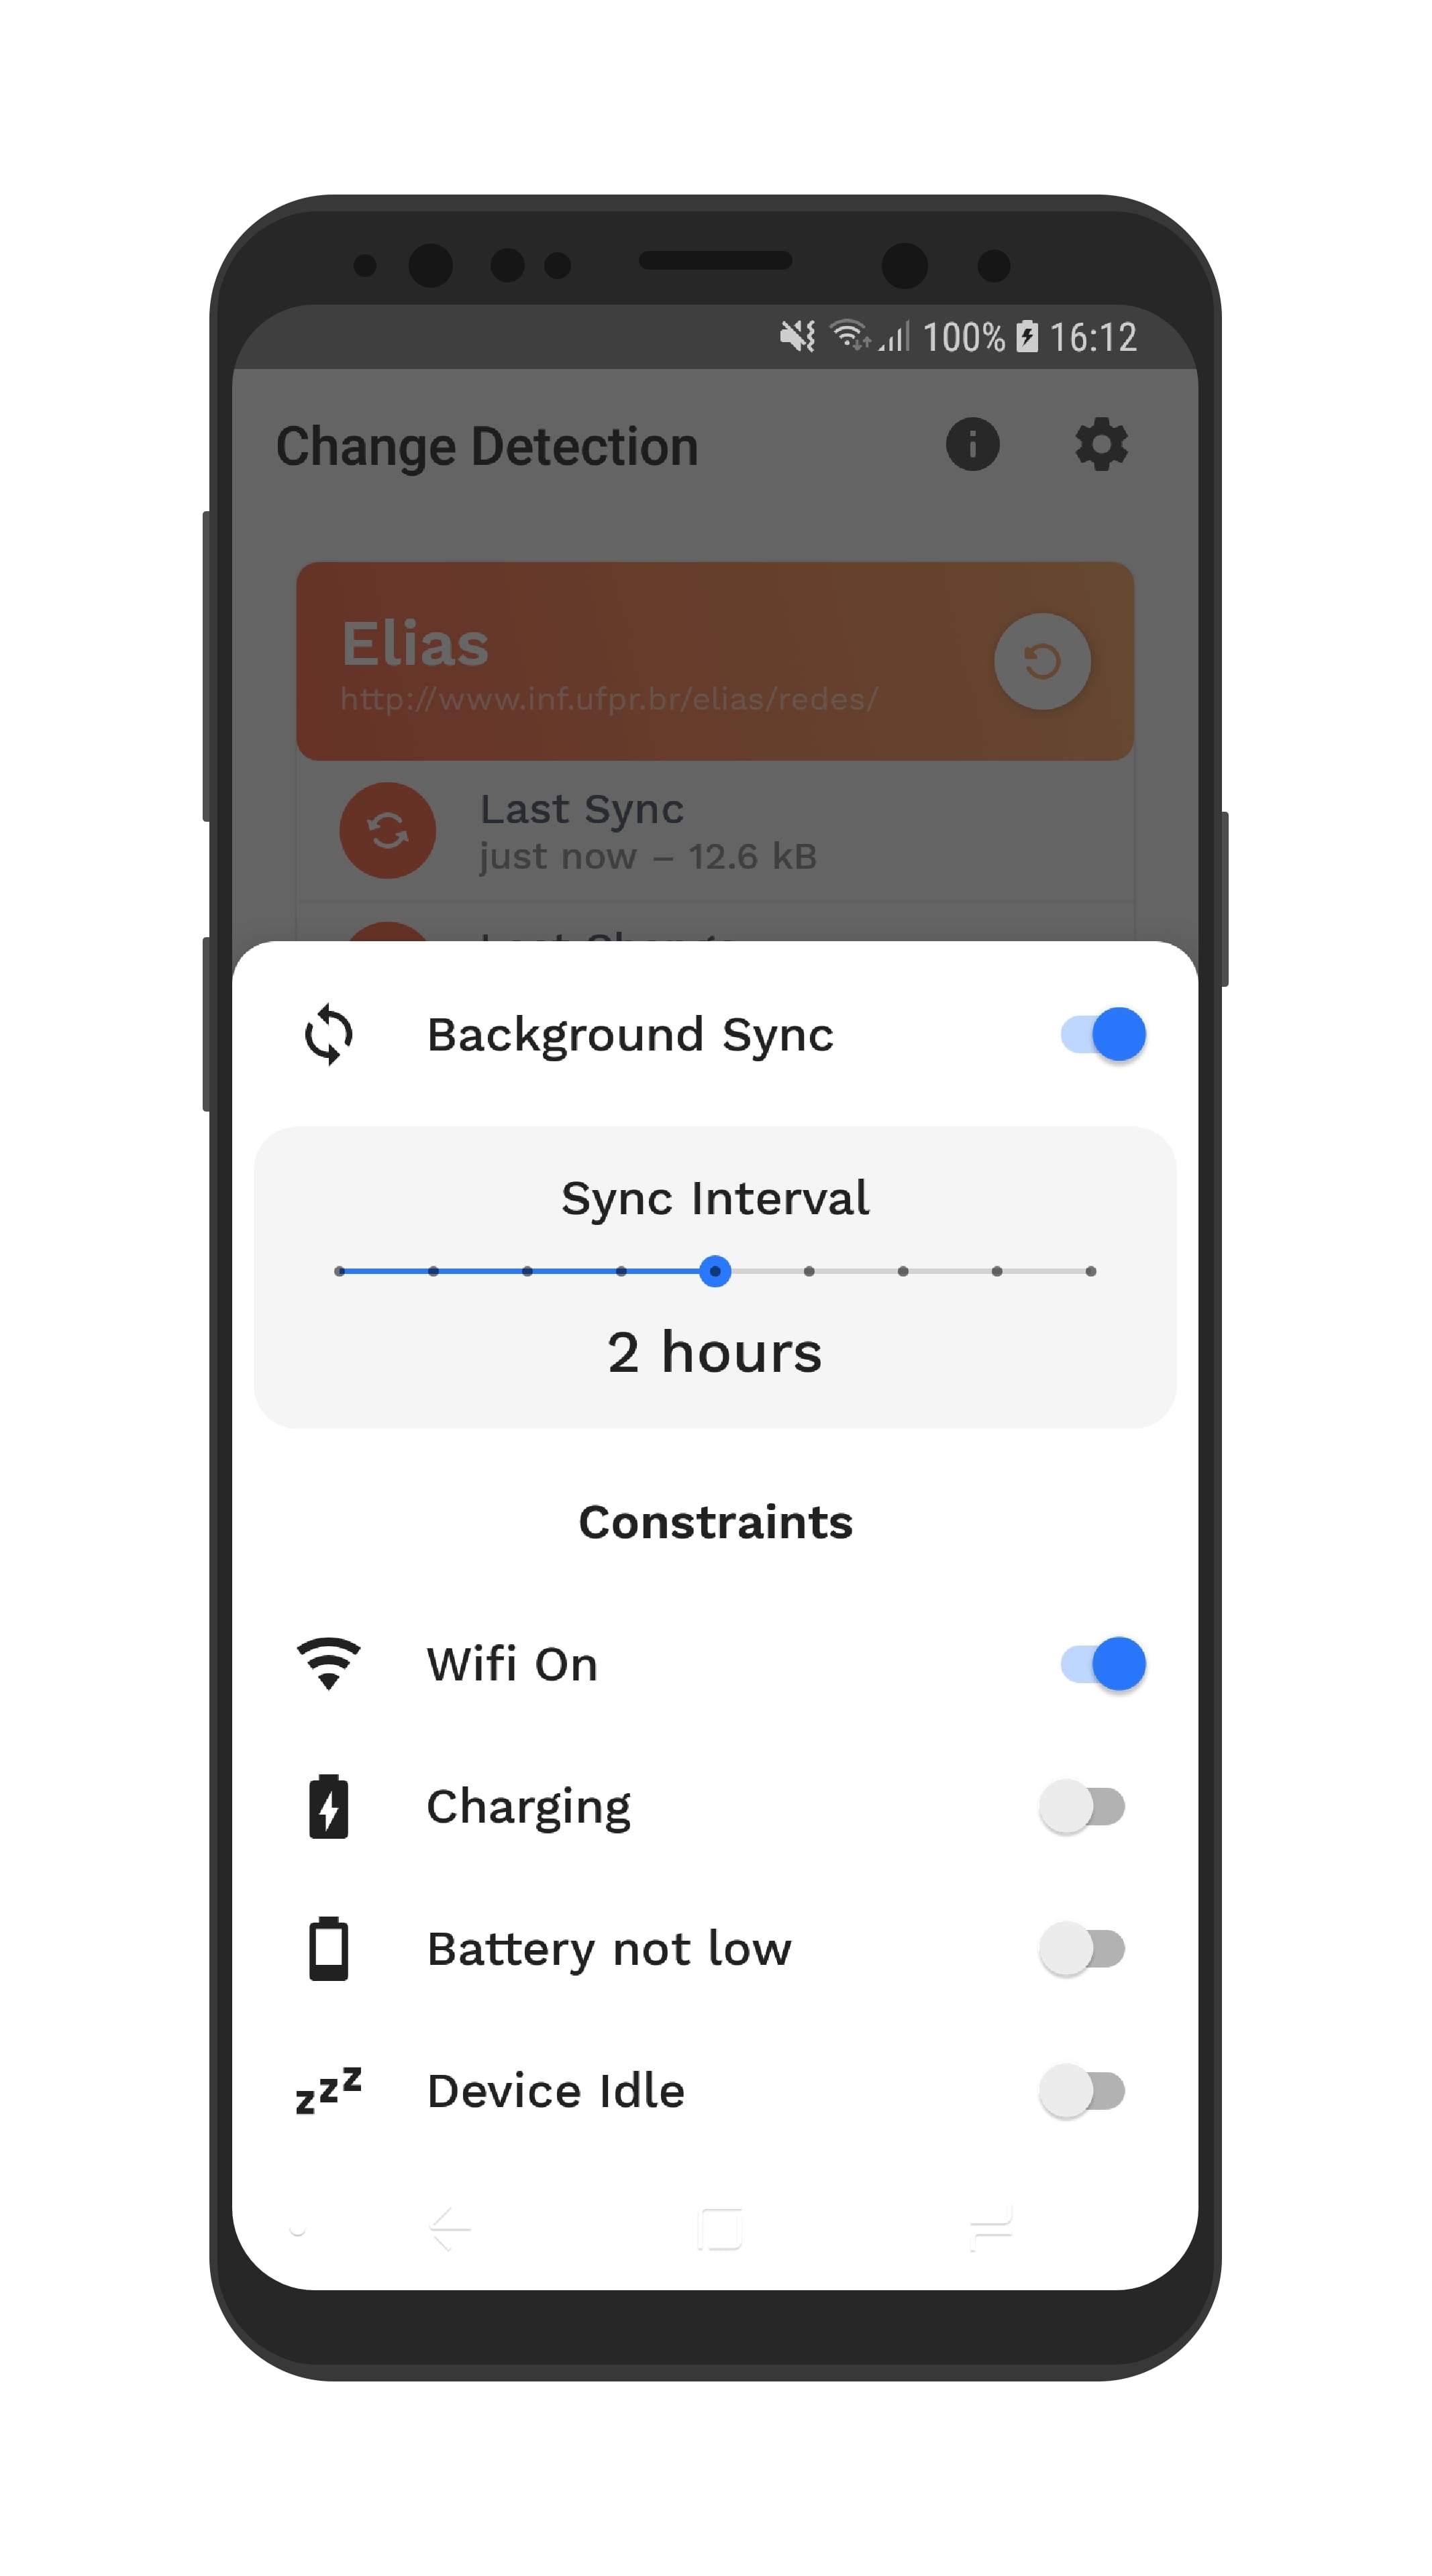 100% 16:12
Change Detection
Elias
http://www.inf.ufpr.br/elias/redes/
Last Sync
just now – 12.6 kB
Background Sync
Sync Interval
2 hours
Constraints
Wifi On
Charging
Battery not low
Device Idle
zzz